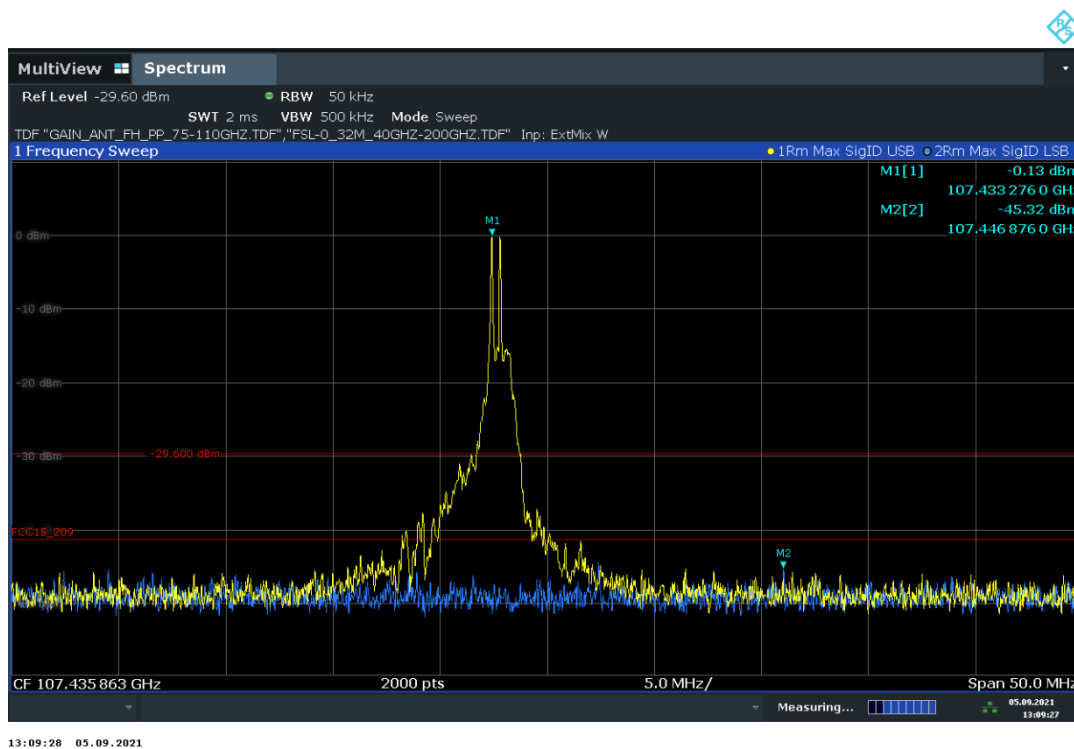 R&S
MultiView Spectrum
Ref Level -29.60 dBm RBW 50 kHz
SWT 2 ms VBW 500 kHz Mode Sweep
TDF "GAIN_ANT_FH_PP_75-110GHZ.TDF","FSL-0_32M_40GHZ-200GHZ.TDF" Inp: ExtMix W
1 Frequency Sweep 1Rm Max SigID USB 2Rm Max SigID LSB
M1[1] -0.13 dBm
107.433 276 0 GHz
M2[2] -45.32 dBm
107.446 876 0 GHz
M1
0 dBm
-10 dBm
-20 dBm
-30 dBm -29.600 dBm
FCC15_209
M2
CF 107.435 863 GHz 2000 pts 5.0 MHz/ Span 50.0 MHz
Measuring... 05.09.2021
13:09:27
13:09:28 05.09.2021